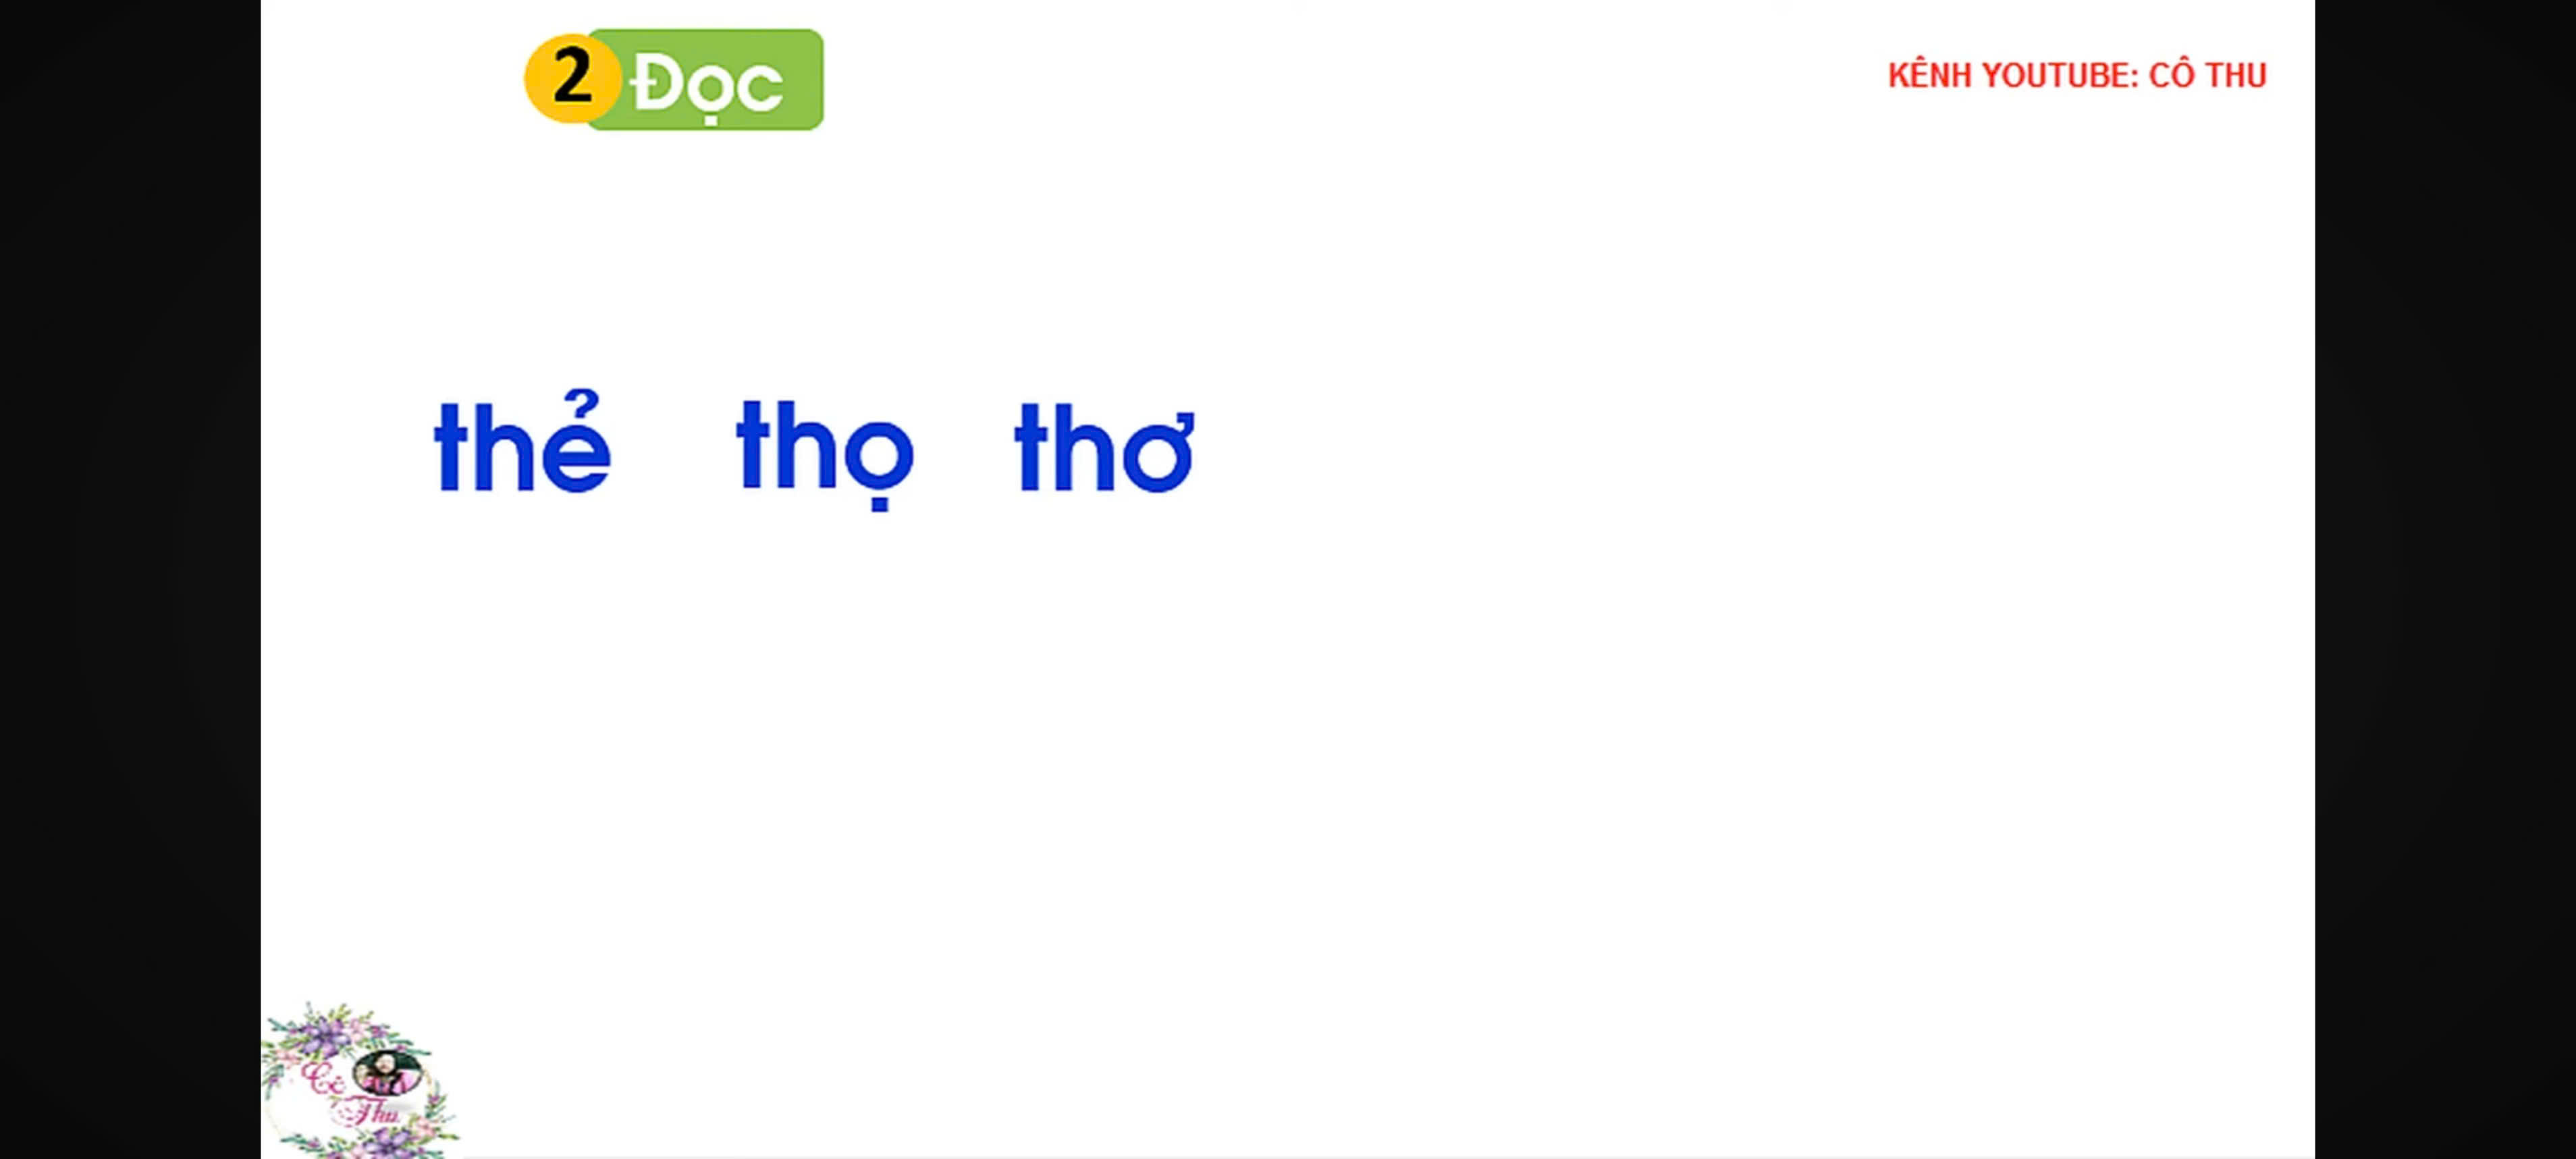 2 Đọc
KÊNH YOUTUBE: CÔ THU
thẻ thọ thơ
Cô
Thu